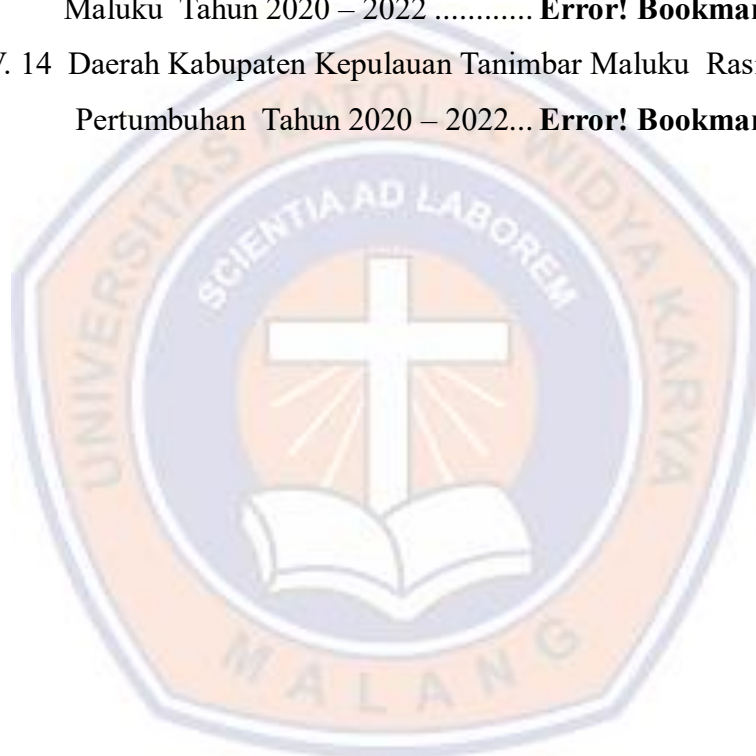 Maluku Tahun 2020 – 2022 ............ Error! Bookmar
V. 14 Daerah Kabupaten Kepulauan Tanimbar Maluku Ras
Pertumbuhan Tahun 2020 – 2022... Error! Bookmar
UNIVERSITAS KATOLIK WIDYA KARYA
SCIENTIA AD LABOREM
MALANG